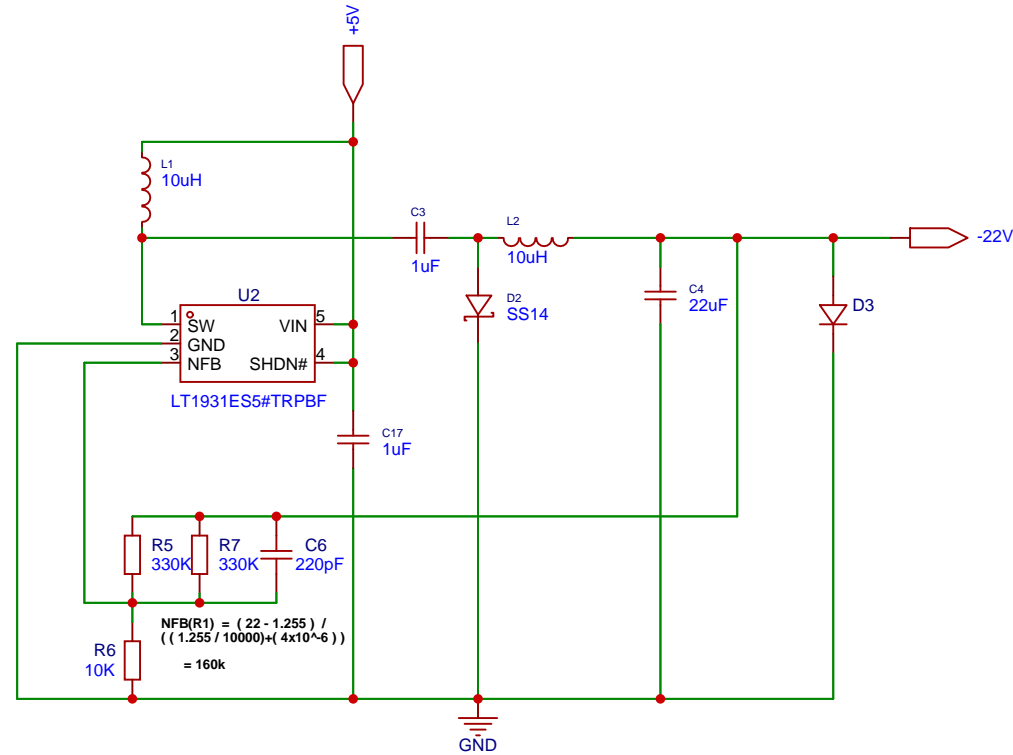 +5V
L1
10uH
C3
1uF
L2
10uH
-22V
D2
SS14
C4
22uF
D3
U2
1
SW
VIN
5
2
GND
3
NFB
SHDN#
4
LT1931ES5#TRPBF
C17
1uF
R5
330K
R7
330K
C6
220pF
NFB(R1) = ( 22 - 1.255 ) /
( ( 1.255 / 10000)+( 4x10^-6 ) )
= 160k
R6
10K
GND